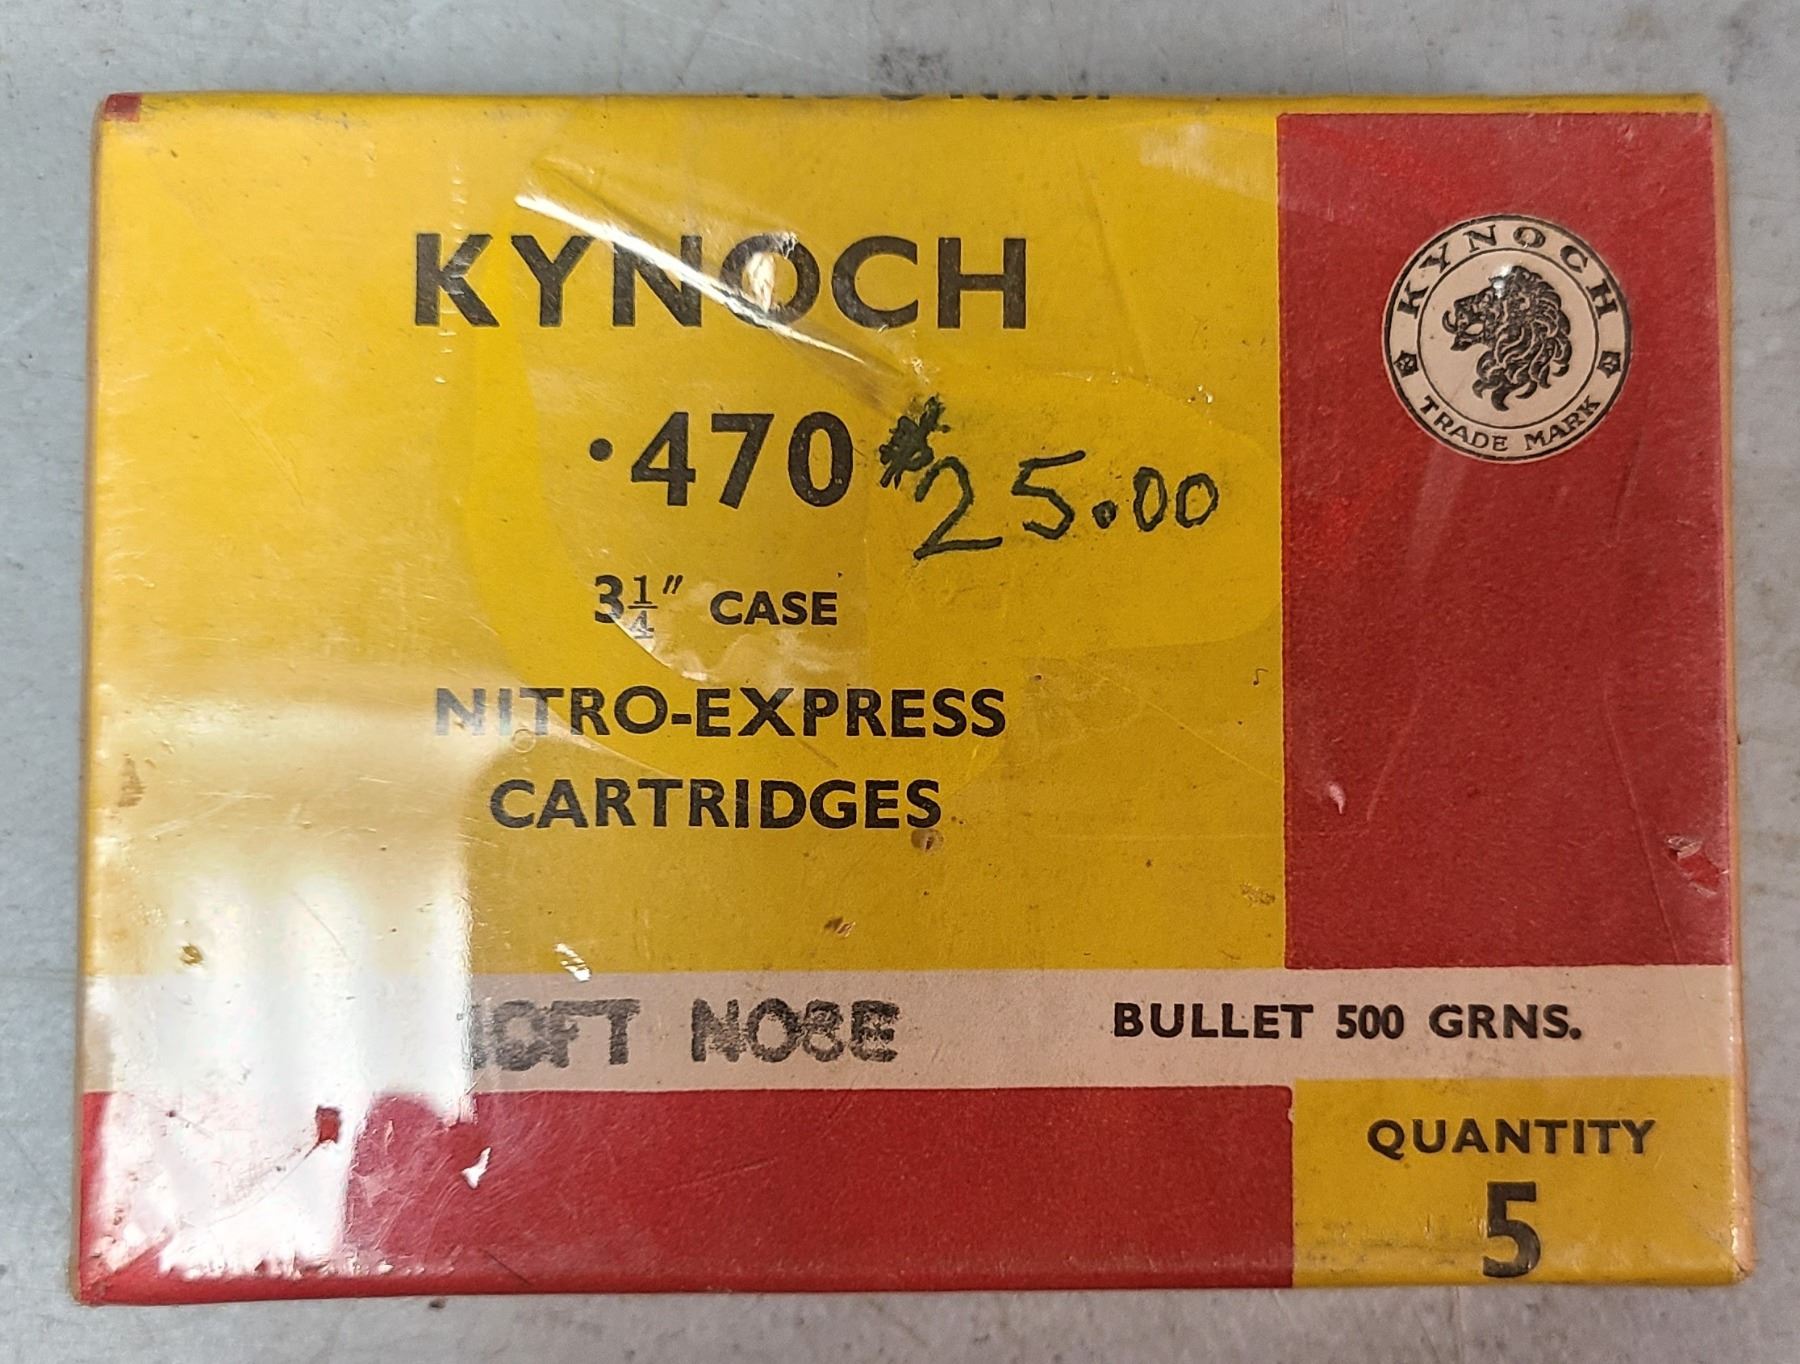 KYNOCH
KYNOCH
TRADE MARK
·470 $25.00
3¼" CASE
NITRO-EXPRESS
CARTRIDGES
SOFT NOSE BULLET 500 GRNS.
QUANTITY
5